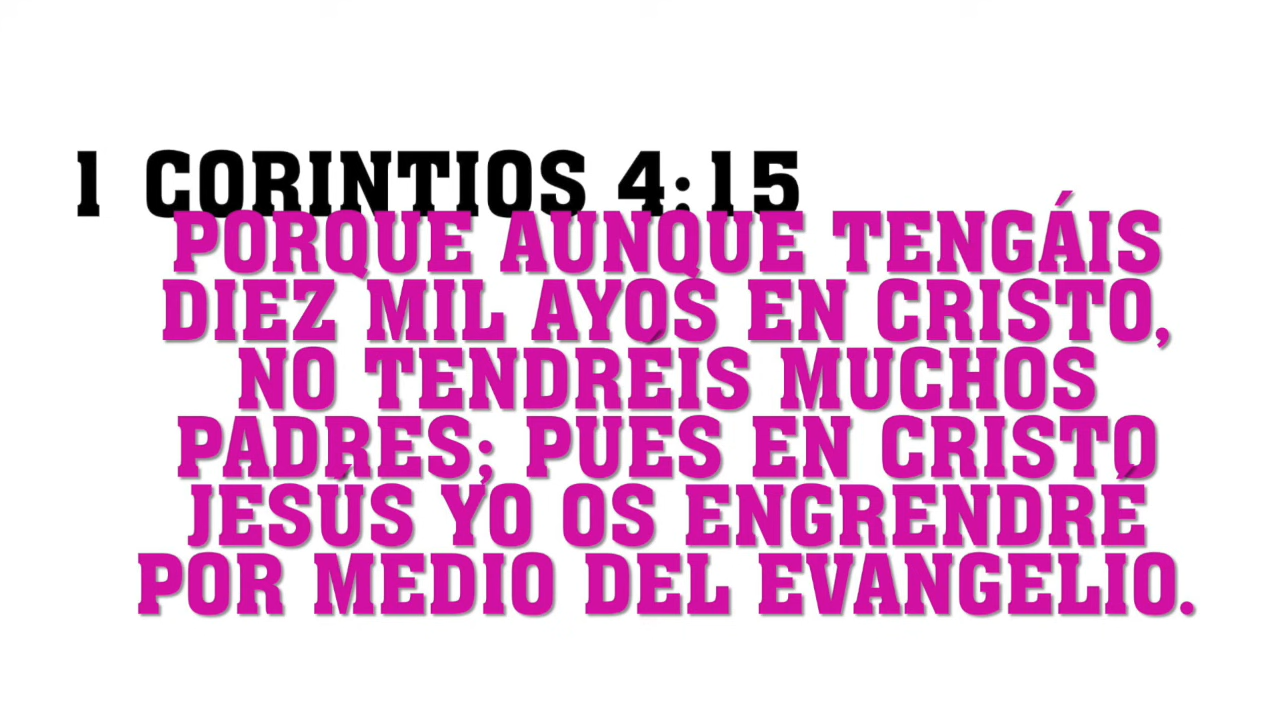 1 CORINTIOS 4:15
PORQUE AUNQUE TENGÁIS
DIEZ MIL AYOS EN CRISTO,
NO TENDRÉIS MUCHOS
PADRES; PUES EN CRISTO
JESÚS YO OS ENGRENDRÉ
POR MEDIO DEL EVANGELIO.